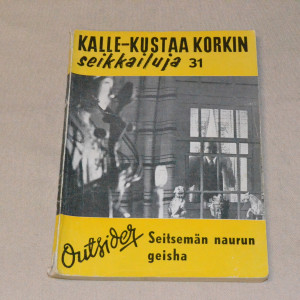 KALLE-KUSTAA KORKIN
seikkailuja 31
Outsider
Seitsemän naurun
geisha